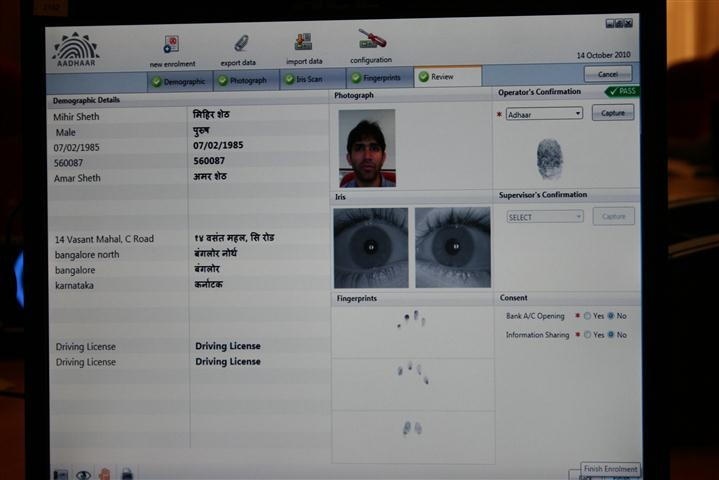 AADHAAR
new enrolment
export data
import data
configuration
14 October 2010
Demographic
Photograph
Iris Scan
Fingerprints
Review
Cancel
Demographic Details
Mihir Sheth मिहिर शेठ
Male पुरुष
07/02/1985 07/02/1985
560087 560087
Amar Sheth अमर शेठ
14 Vasant Mahal, C Road १४ वसंत महल, सि रोड
bangalore north बंगलोर नोर्थ
bangalore बंगलोर
karnataka कर्नाटक
Driving License Driving License
Driving License Driving License
Photograph
Iris
Fingerprints
Operator's Confirmation PASS
* Adhaar Capture
Supervisor's Confirmation
SELECT Capture
Consent
Bank A/C Opening * Yes No
Information Sharing * Yes No
Finish Enrolment